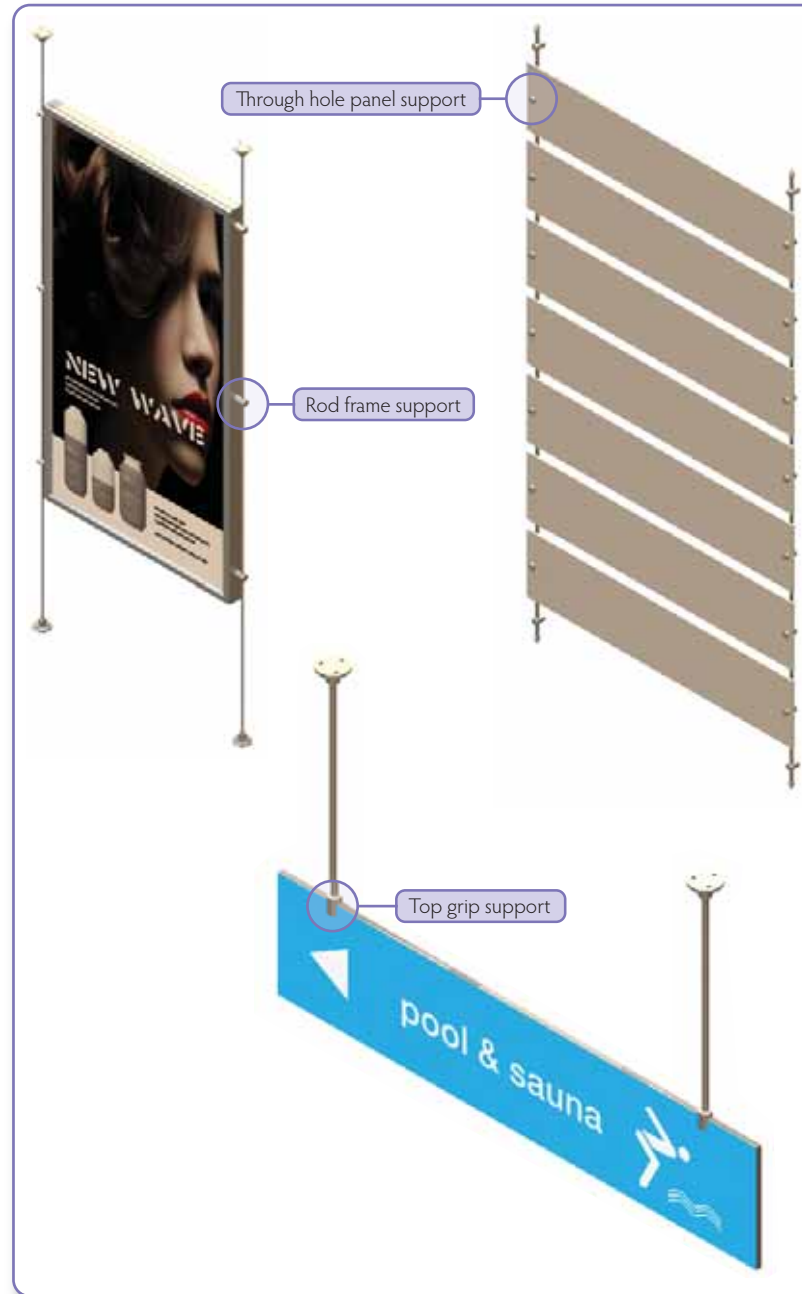 Through hole panel support
NEW WAVE
Rod frame support
Top grip support
pool & sauna